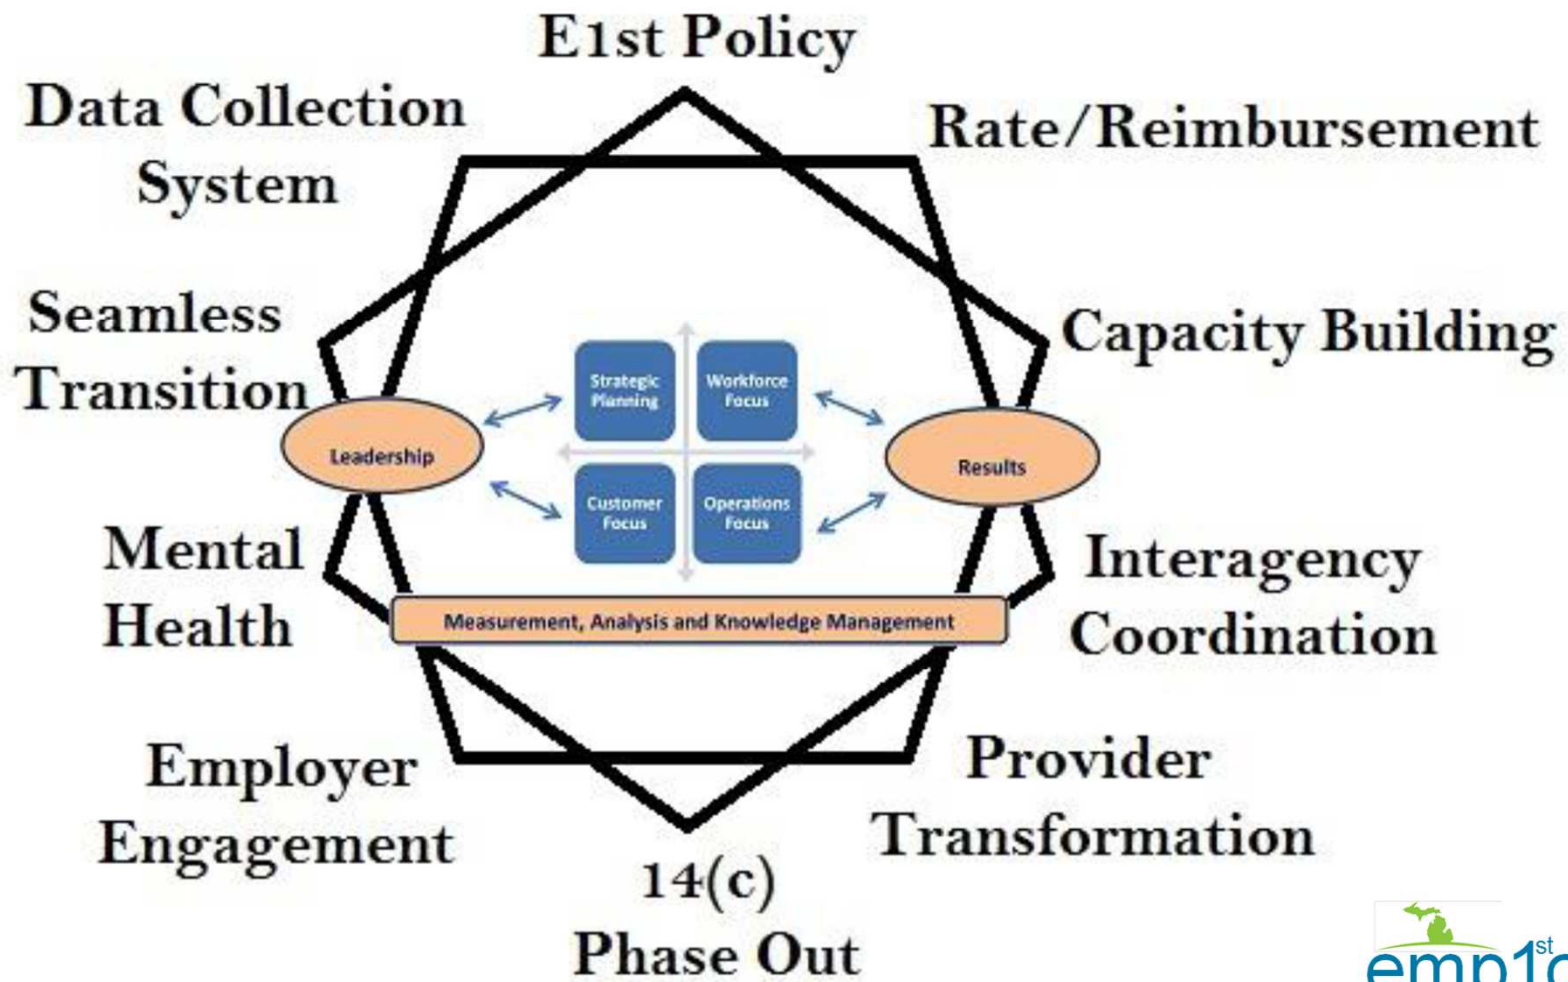 E1st Policy
Data Collection
System
Rate/Reimbursement
Seamless
Transition
Capacity Building
Strategic
Planning
Workforce
Focus
Leadership
Results
Customer
Focus
Operations
Focus
Mental
Health
Interagency
Coordination
Measurement, Analysis and Knowledge Management
Employer
Engagement
Provider
Transformation
14(c)
Phase Out